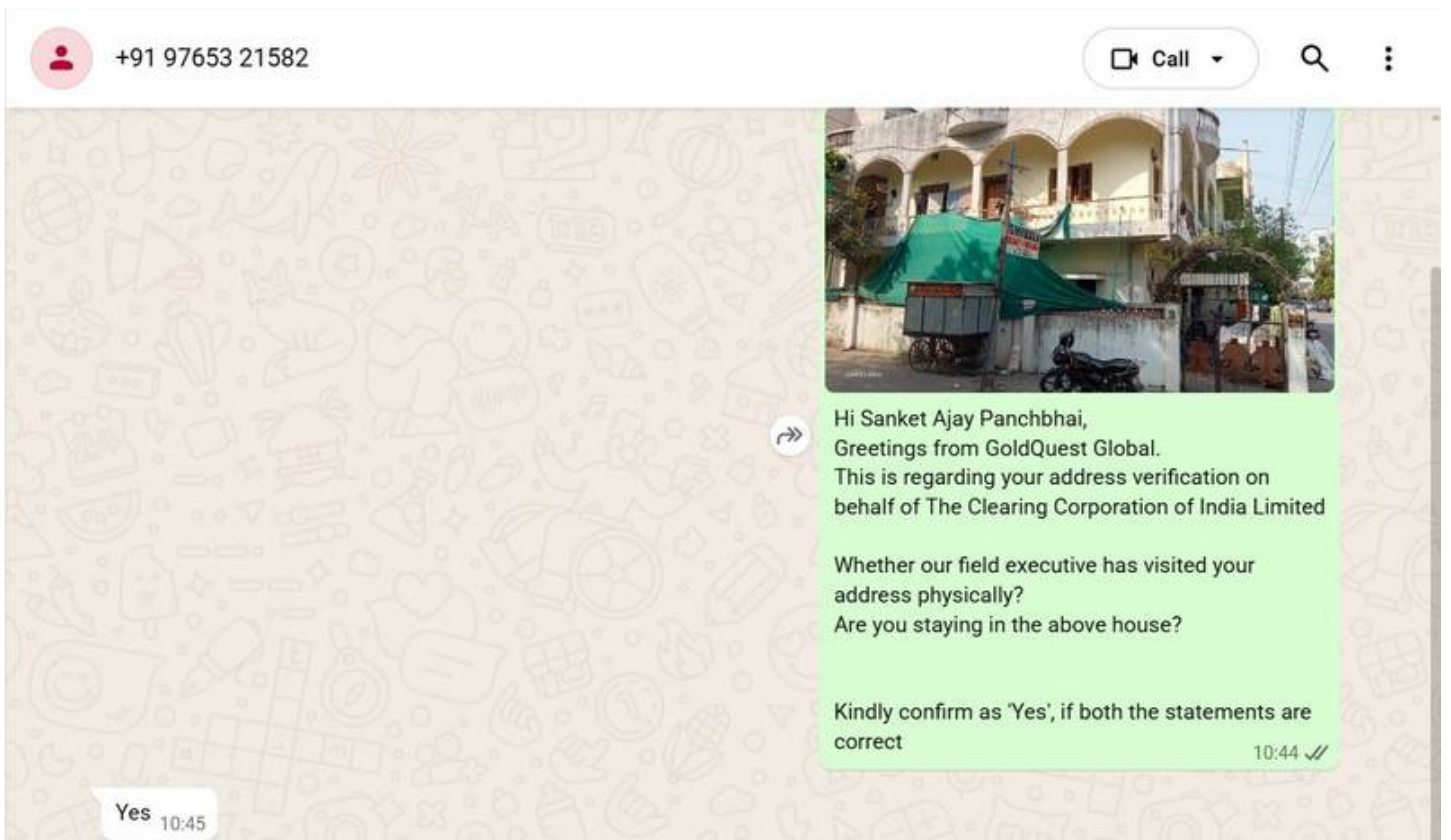 +91 97653 21582
Call
Hi Sanket Ajay Panchbhai,
Greetings from GoldQuest Global.
This is regarding your address verification on
behalf of The Clearing Corporation of India Limited
Whether our field executive has visited your
address physically?
Are you staying in the above house?
Kindly confirm as 'Yes', if both the statements are
correct
10:44
Yes 10:45